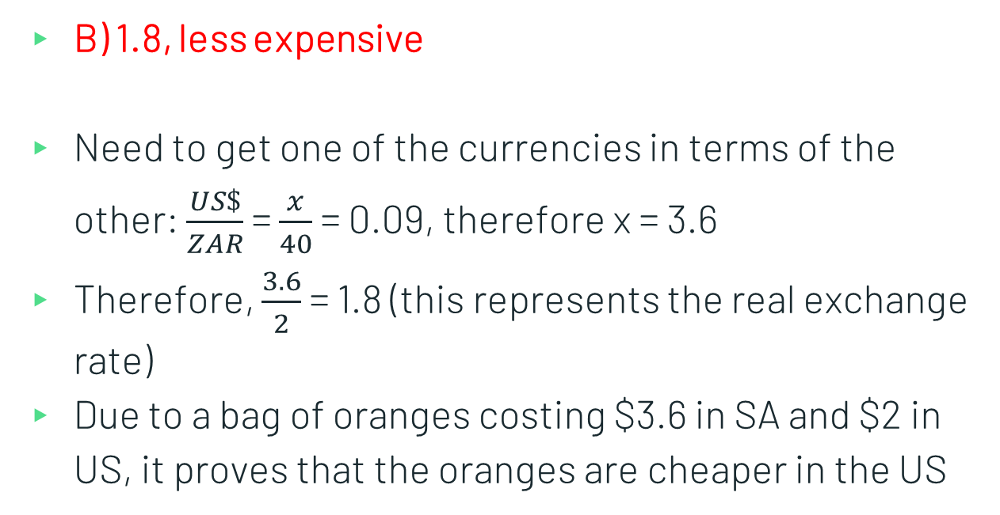 ▸ B) 1.8, less expensive
▸ Need to get one of the currencies in terms of the
other: US$/ZAR = x/40 = 0.09, therefore x = 3.6
▸ Therefore, 3.6/2 = 1.8 (this represents the real exchange
rate)
▸ Due to a bag of oranges costing $3.6 in SA and $2 in
US, it proves that the oranges are cheaper in the US